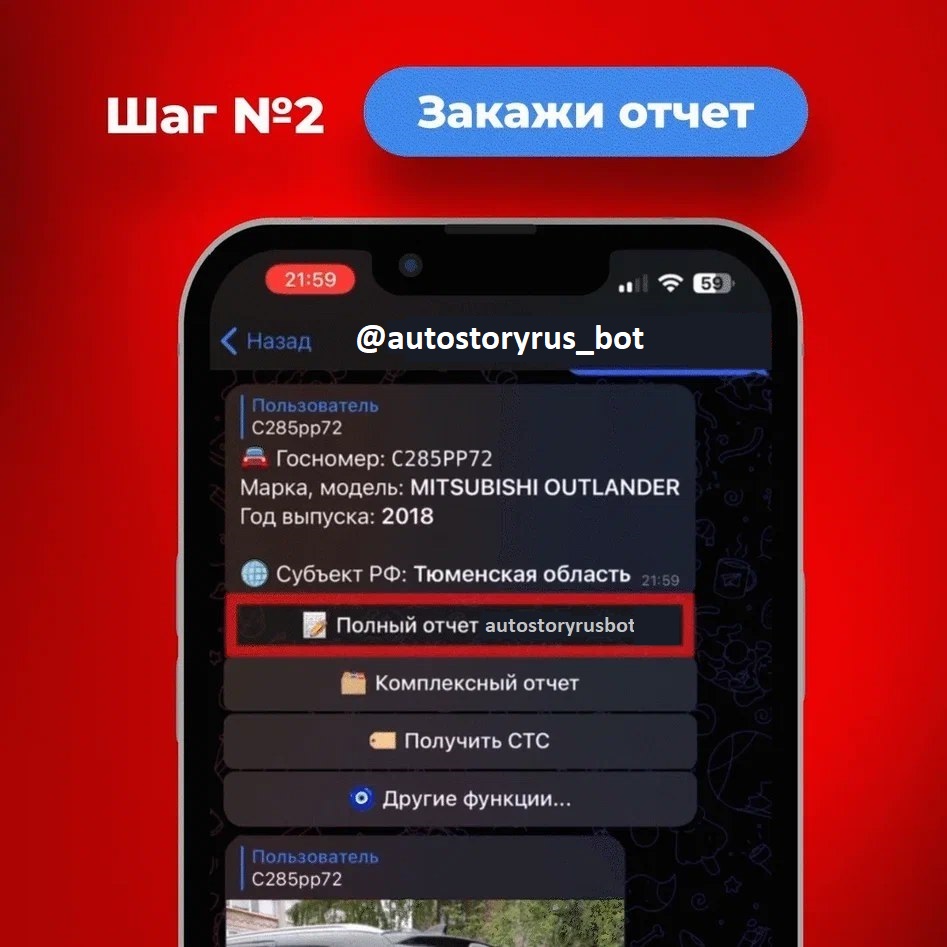 Шаг №2
Закажи отчет
21:59
59
Назад
@autostoryrus_bot
Пользователь
С285рр72
Госномер: С285РР72
Марка, модель: MITSUBISHI OUTLANDER
Год выпуска: 2018
Субъект РФ: Тюменская область 21:59
Полный отчет autostoryrusbot
Комплексный отчет
Получить СТС
Другие функции...
Пользователь
С285рр72